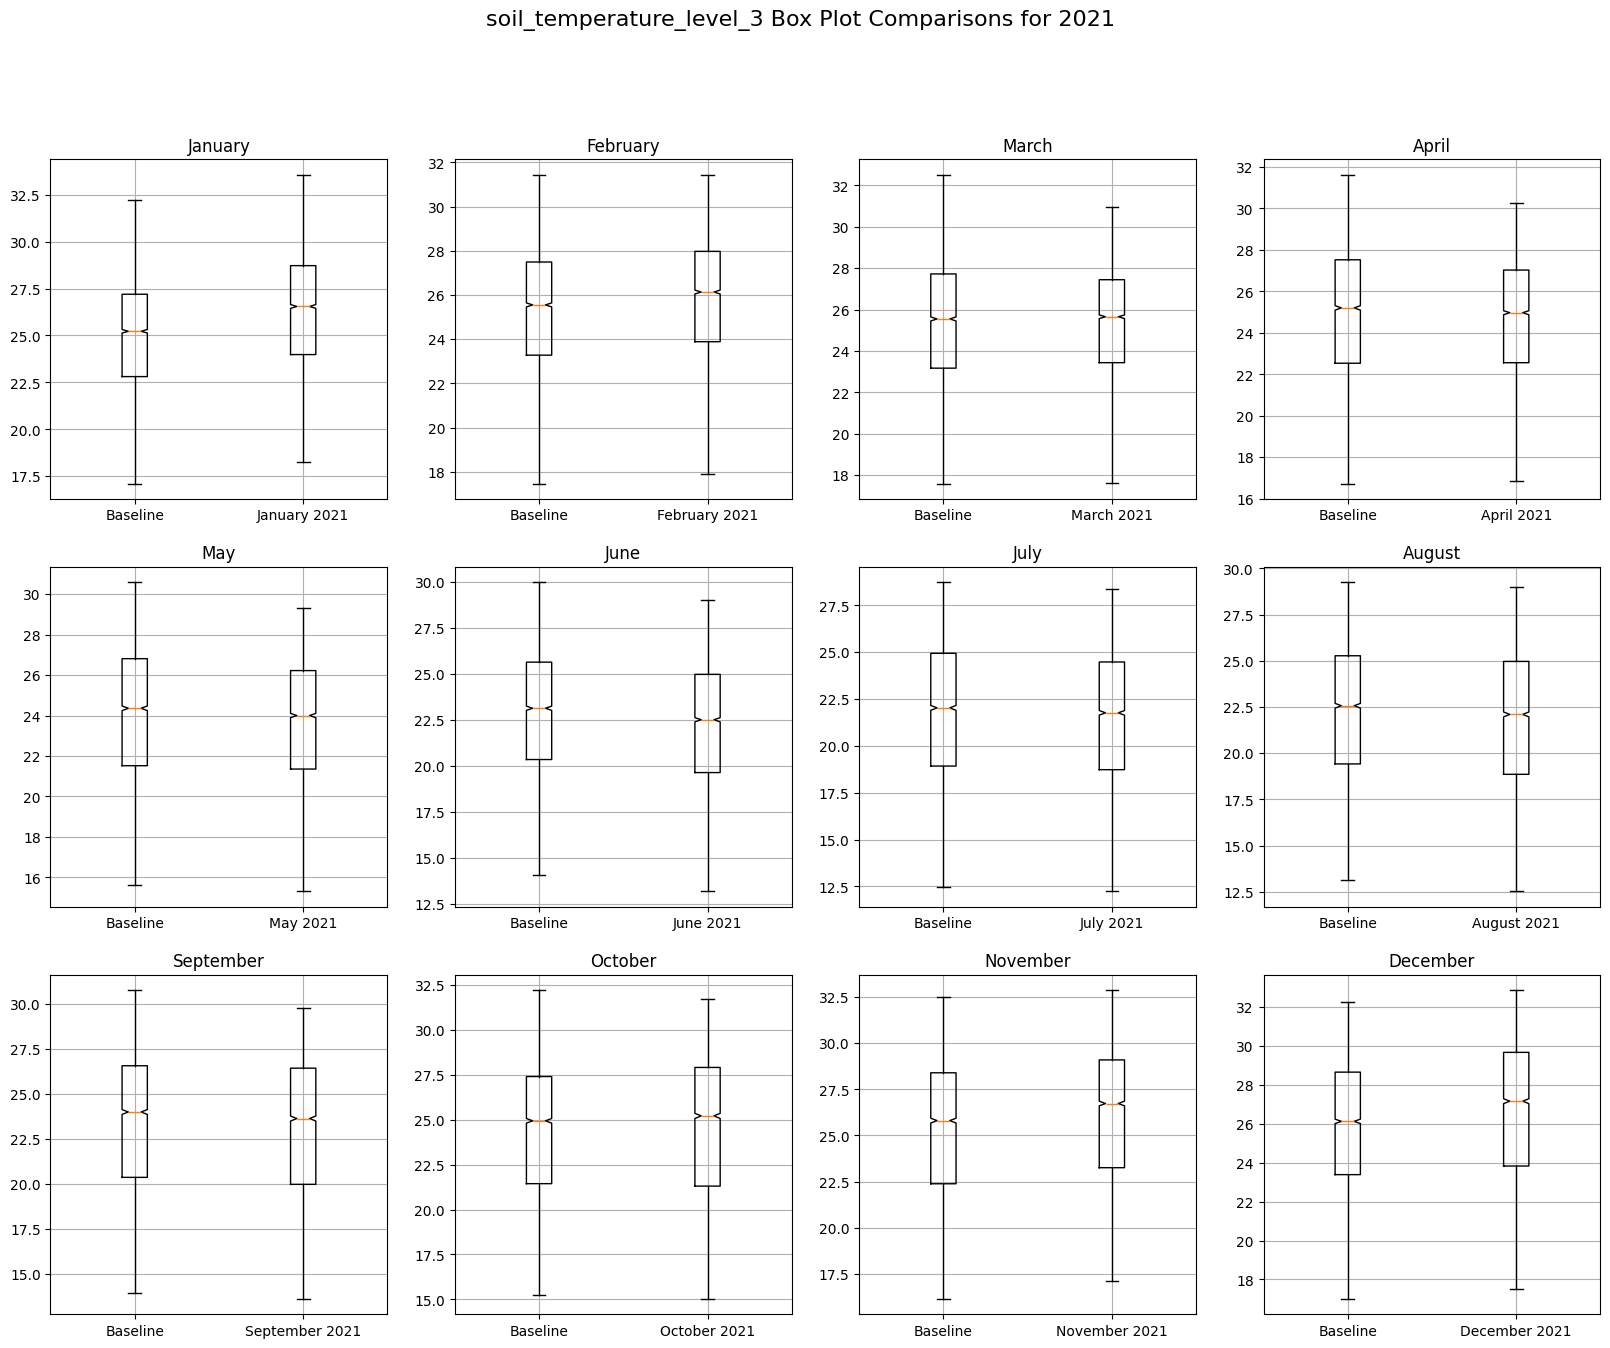 soil_temperature_level_3 Box Plot Comparisons for 2021
January
February
March
April
32.5
30.0
27.5
25.0
22.5
20.0
17.5
Baseline
January 2021
32
30
28
26
24
22
20
18
Baseline
February 2021
32
30
28
26
24
22
20
18
Baseline
March 2021
32
30
28
26
24
22
20
18
16
Baseline
April 2021
May
June
July
August
30
28
26
24
22
20
18
16
Baseline
May 2021
30.0
27.5
25.0
22.5
20.0
17.5
15.0
12.5
Baseline
June 2021
27.5
25.0
22.5
20.0
17.5
15.0
12.5
Baseline
July 2021
30.0
27.5
25.0
22.5
20.0
17.5
15.0
12.5
Baseline
August 2021
September
October
November
December
30.0
27.5
25.0
22.5
20.0
17.5
15.0
Baseline
September 2021
32.5
30.0
27.5
25.0
22.5
20.0
17.5
15.0
Baseline
October 2021
32.5
30.0
27.5
25.0
22.5
20.0
17.5
Baseline
November 2021
32
30
28
26
24
22
20
18
Baseline
December 2021